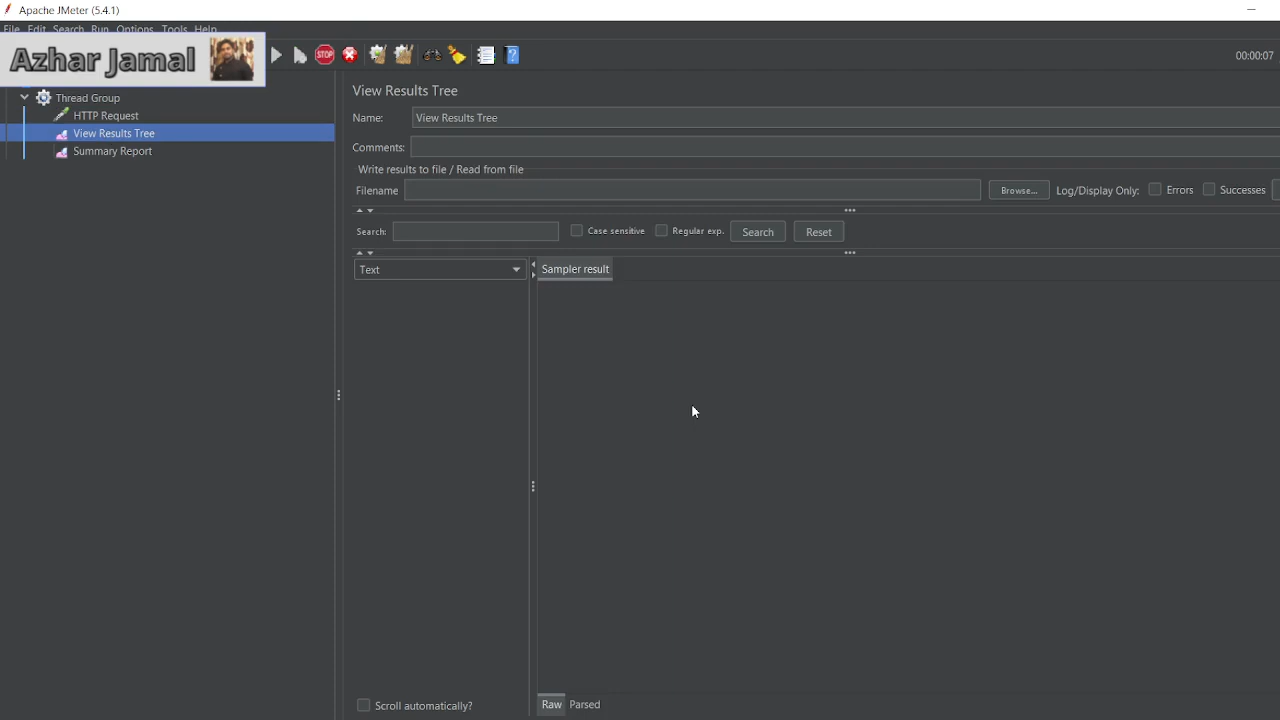 Apache JMeter (5.4.1)
File Edit Search Run Options Tools Help
Azhar Jamal
STOP
00:00:07
Thread Group
HTTP Request
View Results Tree
Summary Report
View Results Tree
Name: View Results Tree
Comments:
Write results to file / Read from file
Filename Browse... Log/Display Only: Errors Successes
Search: Case sensitive Regular exp. Search Reset
Text Sampler result
Scroll automatically? Raw Parsed